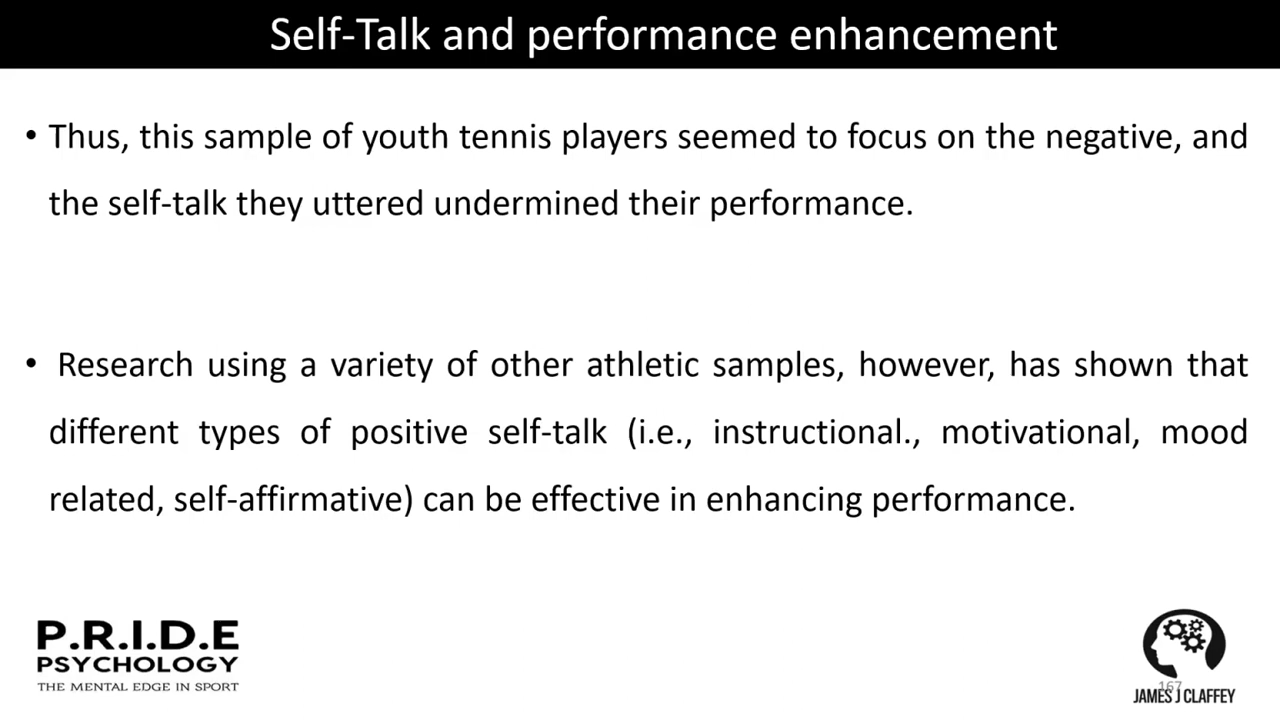 Self-Talk and performance enhancement
• Thus, this sample of youth tennis players seemed to focus on the negative, and
the self-talk they uttered undermined their performance.
• Research using a variety of other athletic samples, however, has shown that
different types of positive self-talk (i.e., instructional., motivational, mood
related, self-affirmative) can be effective in enhancing performance.
P.R.I.D.E
PSYCHOLOGY
THE MENTAL EDGE IN SPORT
167
JAMES J CLAFFEY